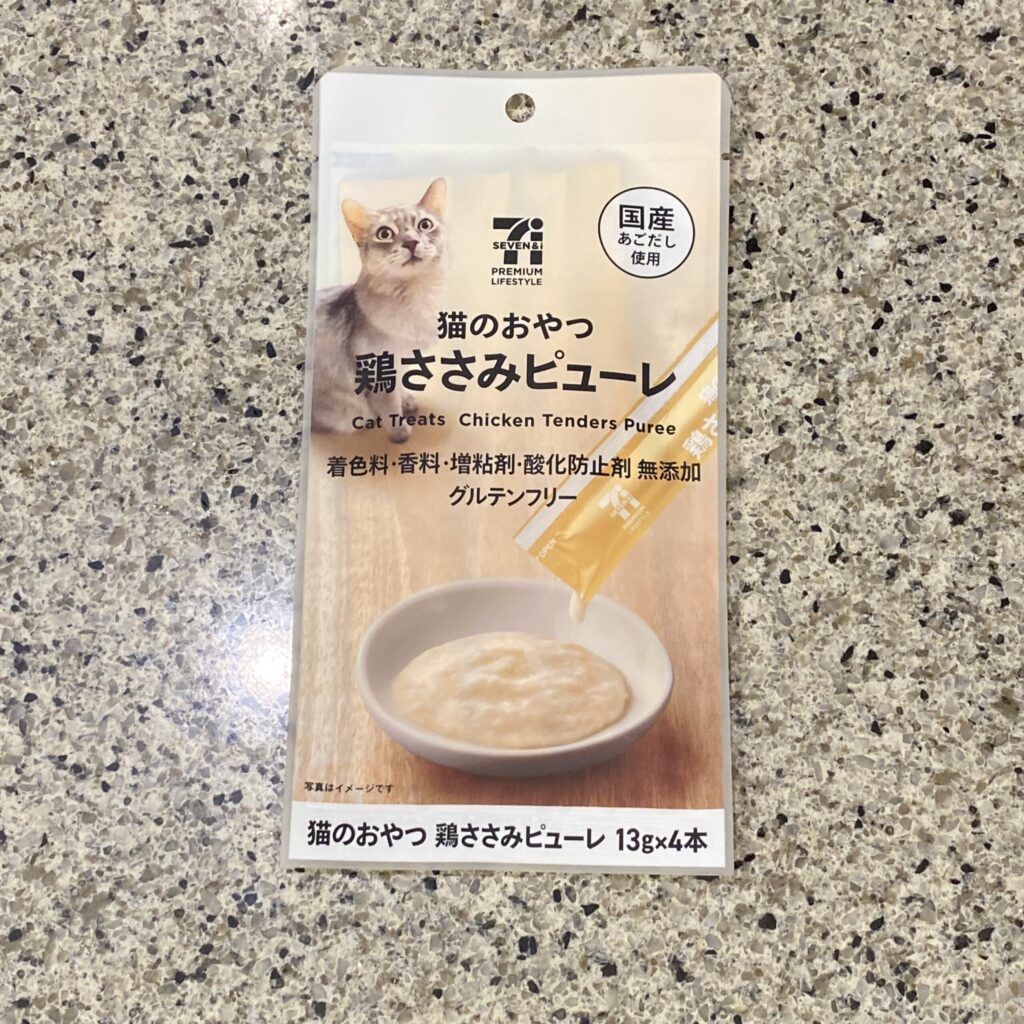 国産
あごだし
使用
7i
SEVEN&i
PREMIUM
LIFESTYLE
猫のおやつ
鶏ささみピューレ
Cat Treats Chicken Tenders Puree
着色料・香料・増粘剤・酸化防止剤 無添加
グルテンフリー
鶏さ
OPEN
写真はイメージです
猫のおやつ 鶏ささみピューレ 13g×4本